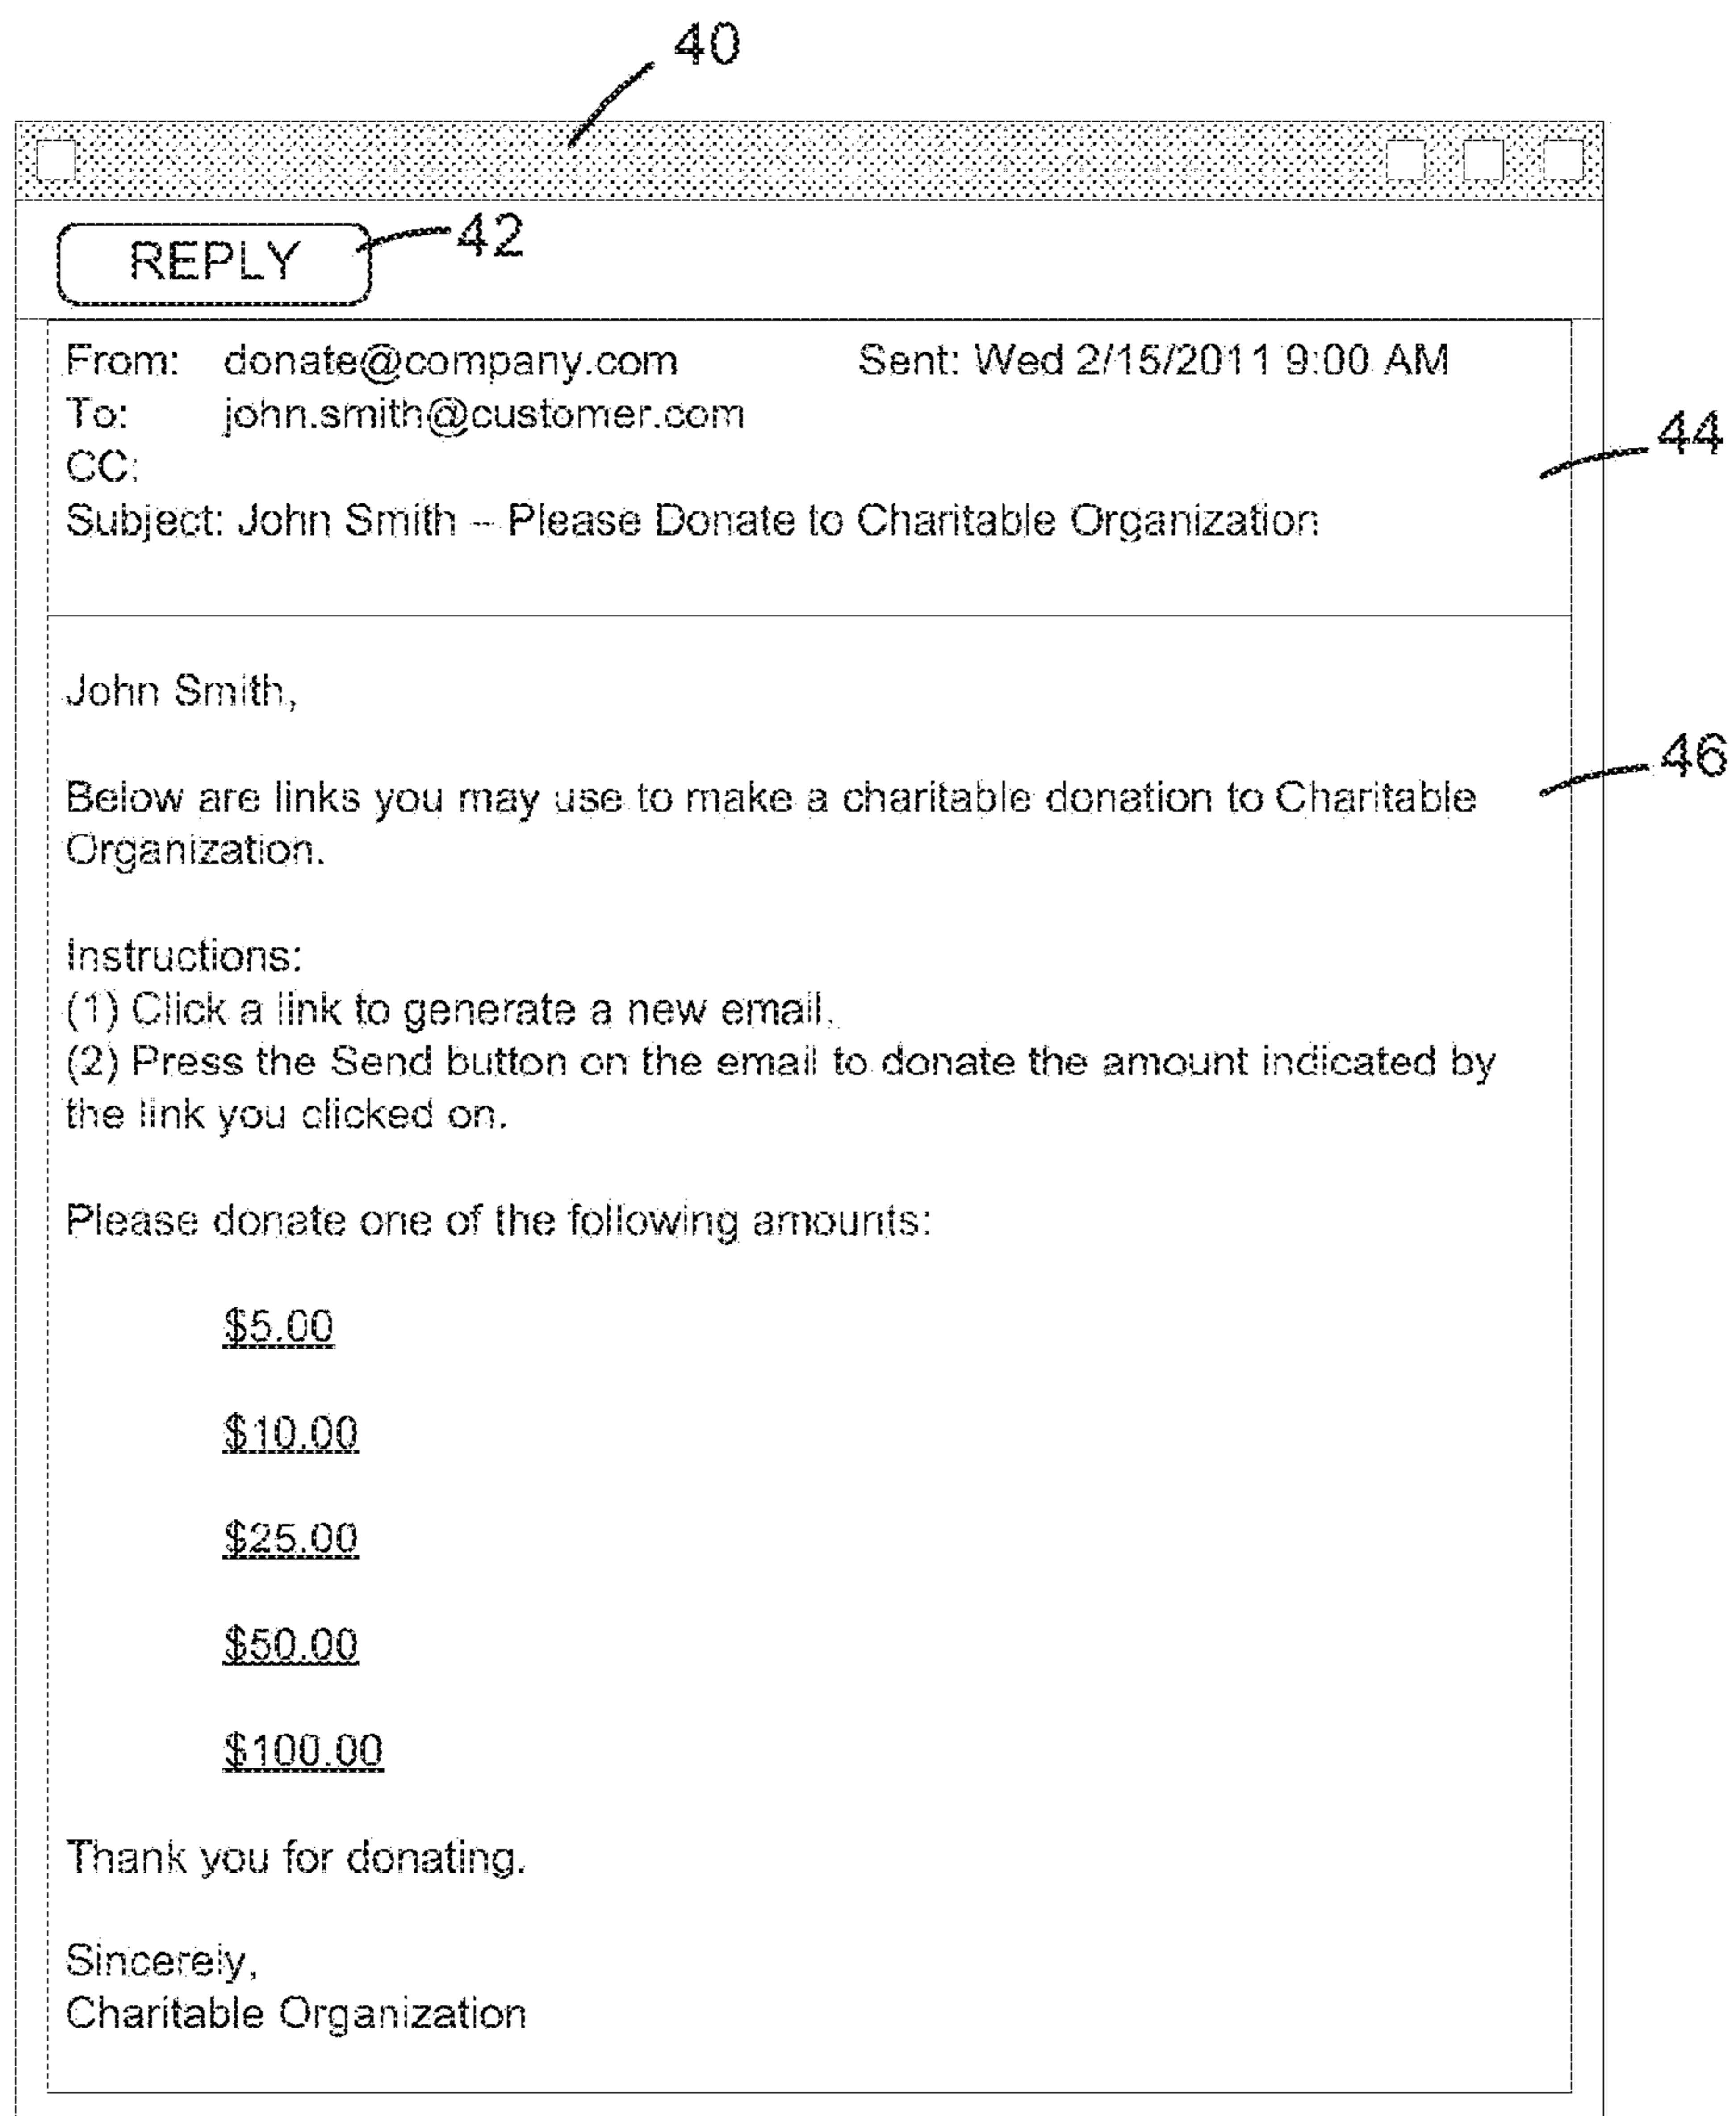 40
REPLY 42
From: donate@company.com Sent: Wed 2/15/2011 9:00 AM
To: john.smith@customer.com
44
CC:
Subject: John Smith – Please Donate to Charitable Organization
John Smith,
46
Below are links you may use to make a charitable donation to Charitable
Organization.
Instructions:
(1) Click a link to generate a new email.
(2) Press the Send button on the email to donate the amount indicated by
the link you clicked on.
Please donate one of the following amounts:
$5.00
$10.00
$25.00
$50.00
$100.00
Thank you for donating.
Sincerely,
Charitable Organization